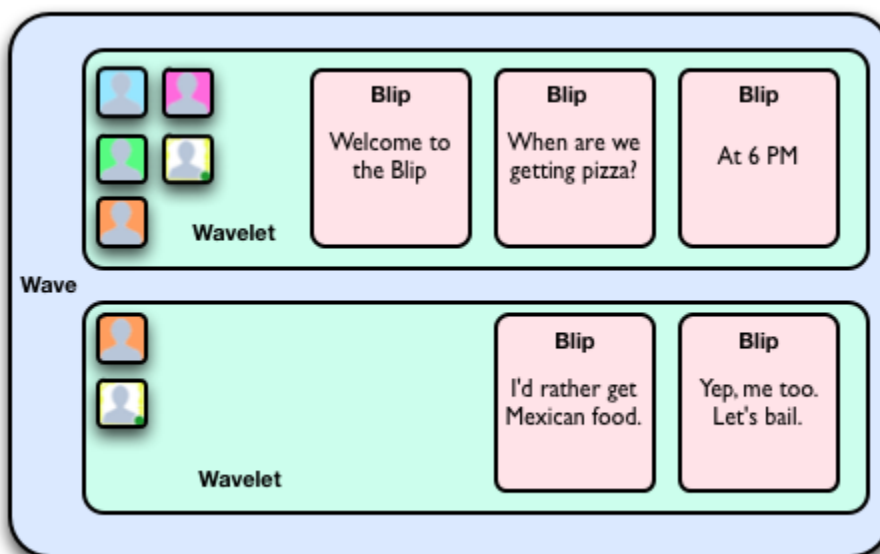 Blip
Welcome to
the Blip
Blip
When are we
getting pizza?
Blip
At 6 PM
Wavelet
Wave
Blip
I'd rather get
Mexican food.
Blip
Yep, me too.
Let's bail.
Wavelet